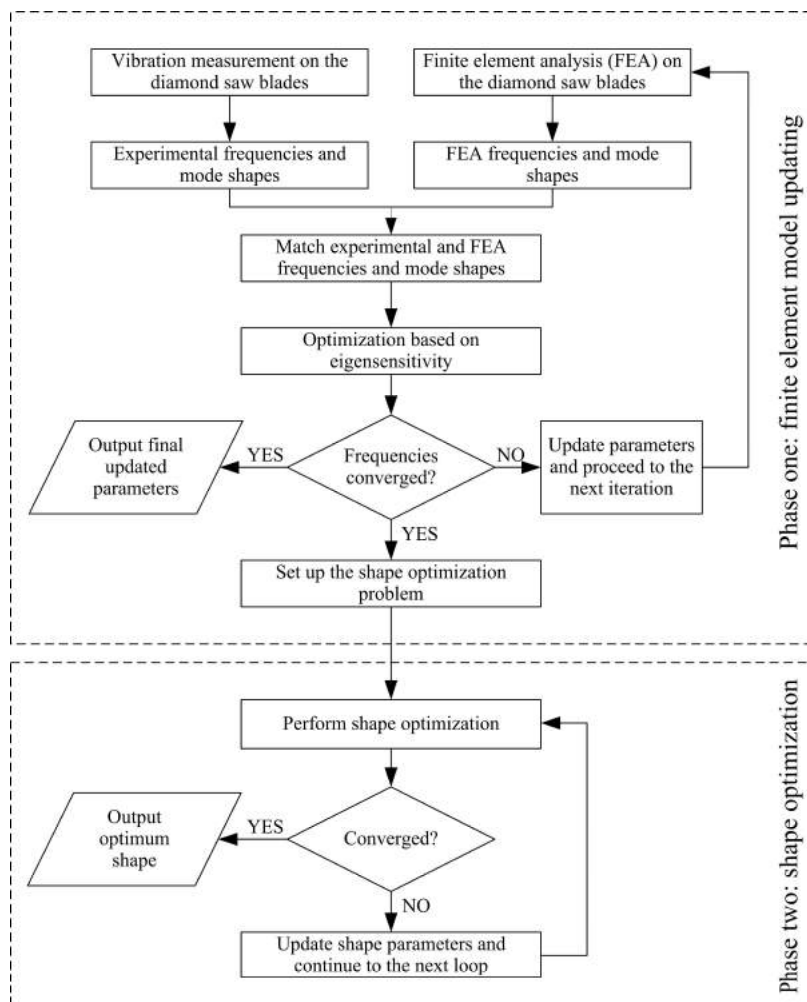 Vibration measurement on the
diamond saw blades
Finite element analysis (FEA) on
the diamond saw blades
Experimental frequencies and
mode shapes
FEA frequencies and mode
shapes
Match experimental and FEA
frequencies and mode shapes
Optimization based on
eigensensitivity
Output final
updated
parameters
YES
Frequencies
converged?
NO
Update parameters
and proceed to the
next iteration
YES
Set up the shape optimization
problem
Phase one: finite element model updating
Perform shape optimization
Output
optimum
shape
YES
Converged?
NO
Update shape parameters and
continue to the next loop
Phase two: shape optimization